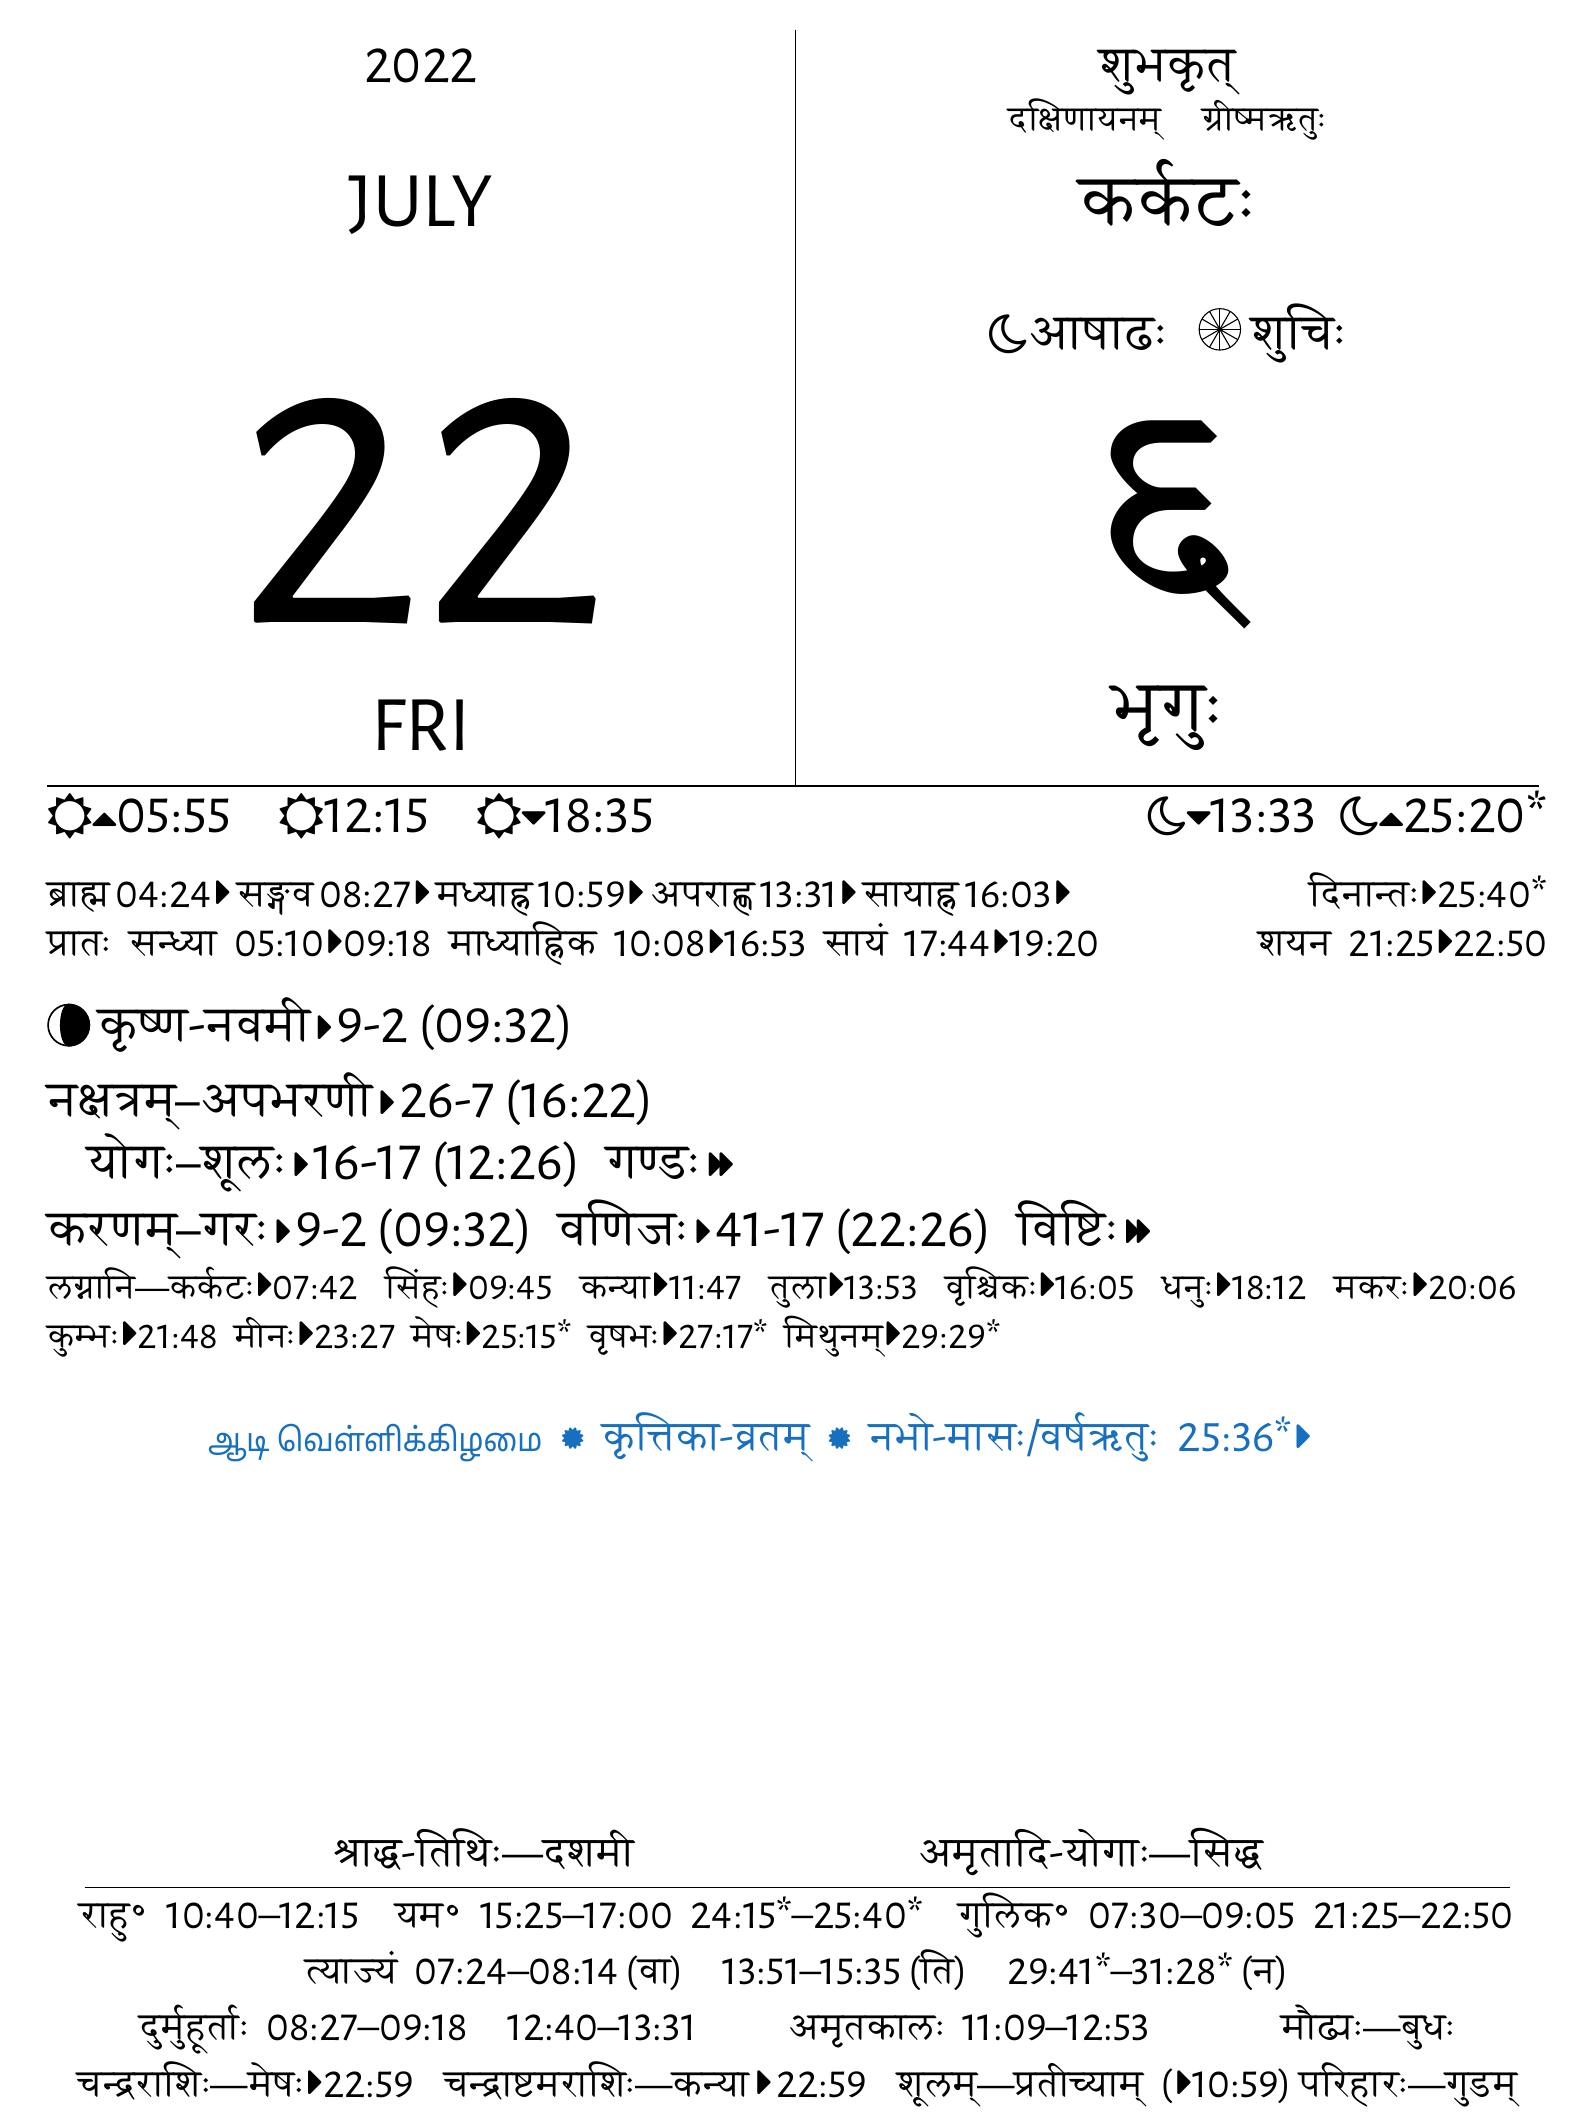 2022
JULY
22
FRI
शुभकृत्
दक्षिणायनम् ग्रीष्मऋतुः
कर्कटः
आषाढः शुचिः
६
भृगुः
05:55 12:15 18:35 13:33 25:20*
ब्राह्म 04:24 सङ्गव 08:27 मध्याह्न 10:59 अपराह्ण 13:31 सायाह्न 16:03 दिनान्तः 25:40*
प्रातः सन्ध्या 05:10 09:18 माध्याह्निक 10:08 16:53 सायं 17:44 19:20 शयन 21:25 22:50
कृष्ण-नवमी 9-2 (09:32)
नक्षत्रम्–अपभरणी 26-7 (16:22)
योगः–शूलः 16-17 (12:26) गण्डः
करणम्–गरः 9-2 (09:32) वणिजः 41-17 (22:26) विष्टिः
लग्नानि—कर्कटः 07:42 सिंहः 09:45 कन्या 11:47 तुला 13:53 वृश्चिकः 16:05 धनुः 18:12 मकरः 20:06
कुम्भः 21:48 मीनः 23:27 मेषः 25:15* वृषभः 27:17* मिथुनम् 29:29*
ஆடி வெள்ளிக்கிழமை ✹ कृत्तिका-व्रतम् ✹ नभो-मासः/वर्षऋतुः 25:36*
श्राद्ध-तिथिः—दशमी अमृतादि-योगाः—सिद्ध
राहु॰ 10:40–12:15 यम॰ 15:25–17:00 24:15*–25:40* गुलिक॰ 07:30–09:05 21:25–22:50
त्याज्यं 07:24–08:14 (वा) 13:51–15:35 (ति) 29:41*–31:28* (न)
दुर्मुहूर्ताः 08:27–09:18 12:40–13:31 अमृतकालः 11:09–12:53 मौढ्यः—बुधः
चन्द्रराशिः—मेषः 22:59 चन्द्राष्टमराशिः—कन्या 22:59 शूलम्—प्रतीच्याम् (10:59) परिहारः—गुडम्